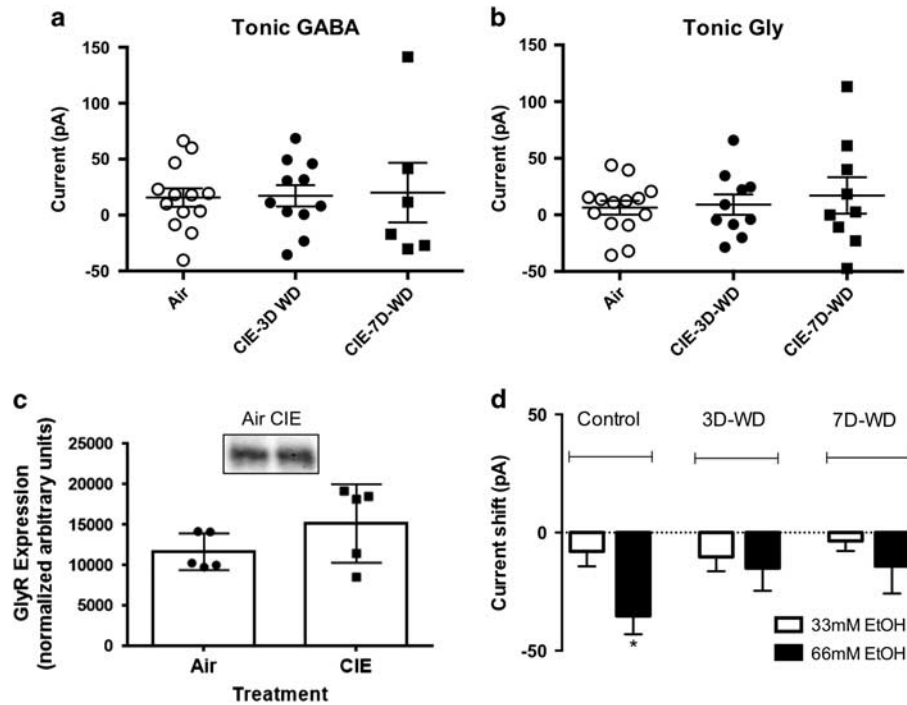 a
Tonic GABA
Current (pA)
150
100
50
0
-50
Air
CIE-3D WD
CIE-7D-WD
b
Tonic Gly
Current (pA)
150
100
50
0
-50
Air
CIE-3D-WD
CIE-7D-WD
c
Air CIE
GlyR Expression
(normalized arbitrary units)
25000
20000
15000
10000
5000
0
Air
CIE
Treatment
d
Control
3D-WD
7D-WD
Current shift (pA)
50
0
-50
*
33mM EtOH
66mM EtOH